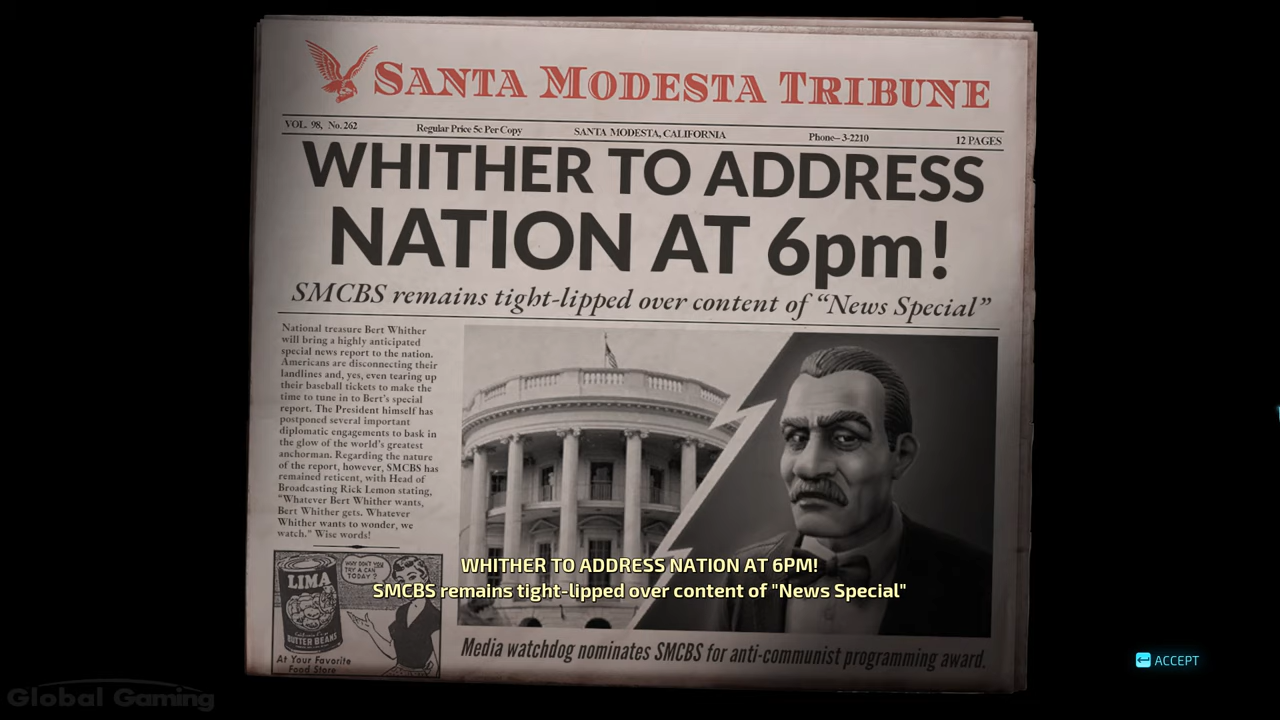 SANTA MODESTA TRIBUNE
VOL. 98, No. 262 Regular Price 5c Per Copy SANTA MODESTA, CALIFORNIA Phone–3-2210 12 PAGES
WHITHER TO ADDRESS
NATION AT 6pm!
SMCBS remains tight-lipped over content of “News Special”
National treasure Bert Whither
will bring a highly anticipated
special news report to the nation.
Americans are disconnecting their
landlines and, yes, even tearing up
their baseball tickets to make the
time to tune in to Bert's special
report. The President himself has
postponed several important
diplomatic engagements to bask in
the glow of the world's greatest
anchorman. Regarding the nature
of the report, however, SMCBS has
remained reticent, with Head of
Broadcasting Rick Lemon stating,
“Whatever Bert Whither wants,
Bert Whither gets. Whatever
Whither wants to wonder, we
watch.” Wise words!
WHY DON'T YOU
TRY A CAN
TODAY?
LIMA
BUTTER BEANS
At Your Favorite
Food Store
WHITHER TO ADDRESS NATION AT 6PM!
SMCBS remains tight-lipped over content of "News Special"
Media watchdog nominates SMCBS for anti-communist programming award.
ACCEPT
Global Gaming